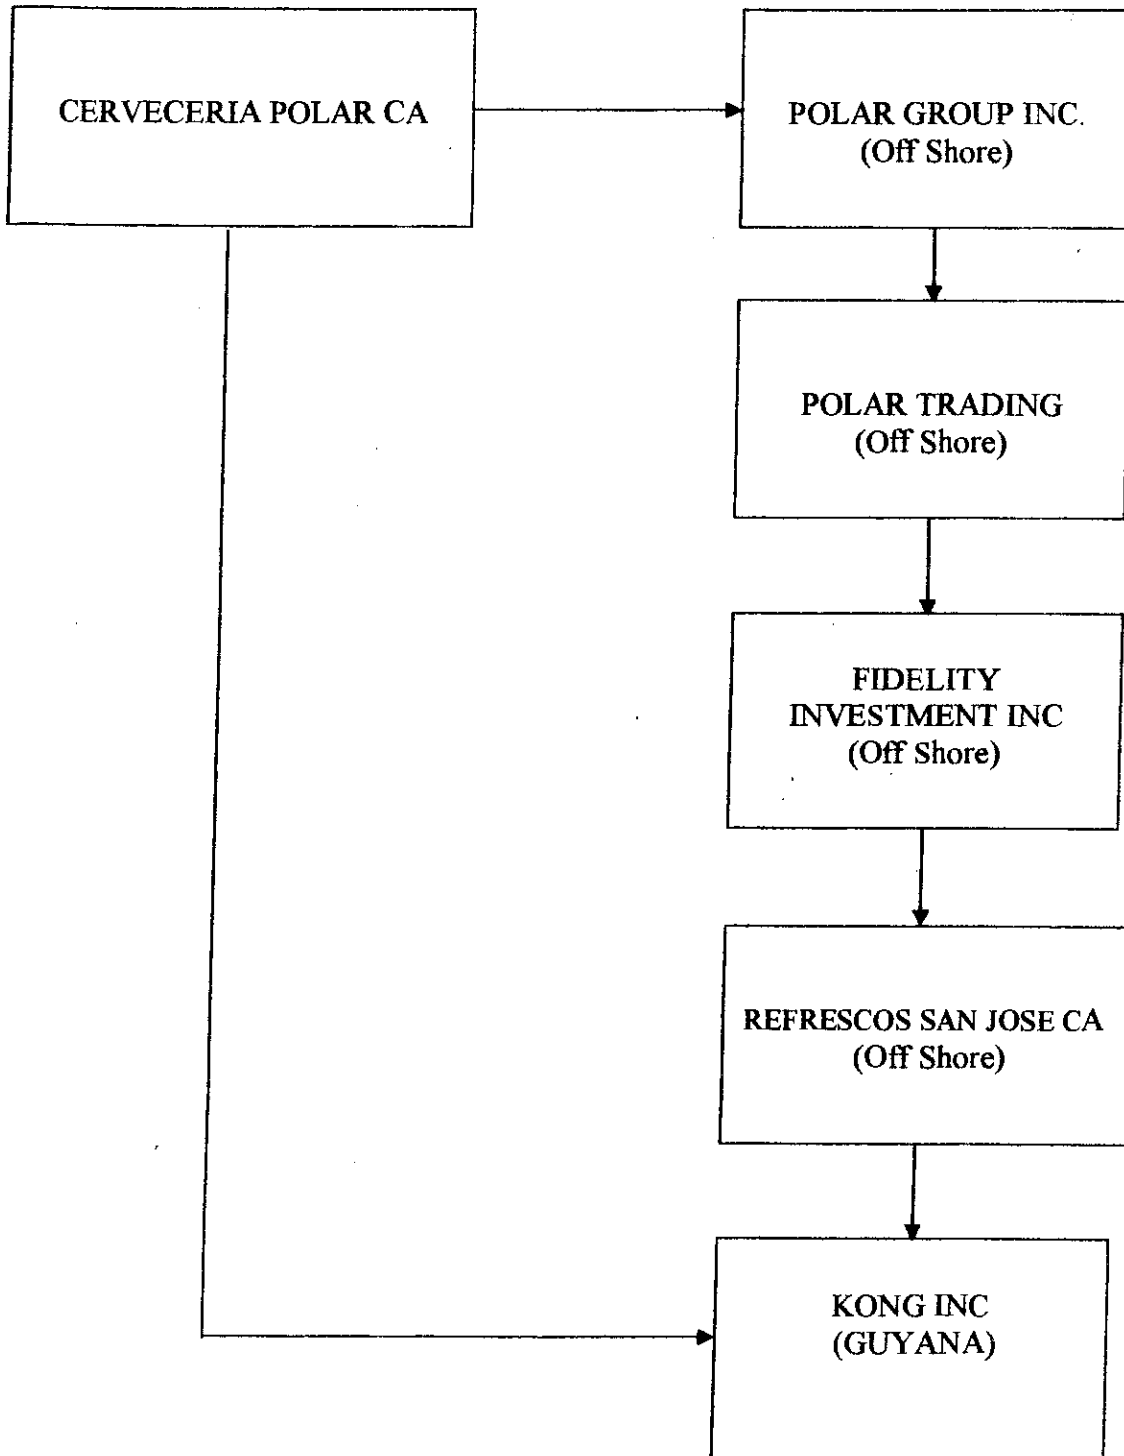 CERVECERIA POLAR CA
POLAR GROUP INC.
(Off Shore)
POLAR TRADING
(Off Shore)
FIDELITY
INVESTMENT INC
(Off Shore)
REFRESCOS SAN JOSE CA
(Off Shore)
KONG INC
(GUYANA)